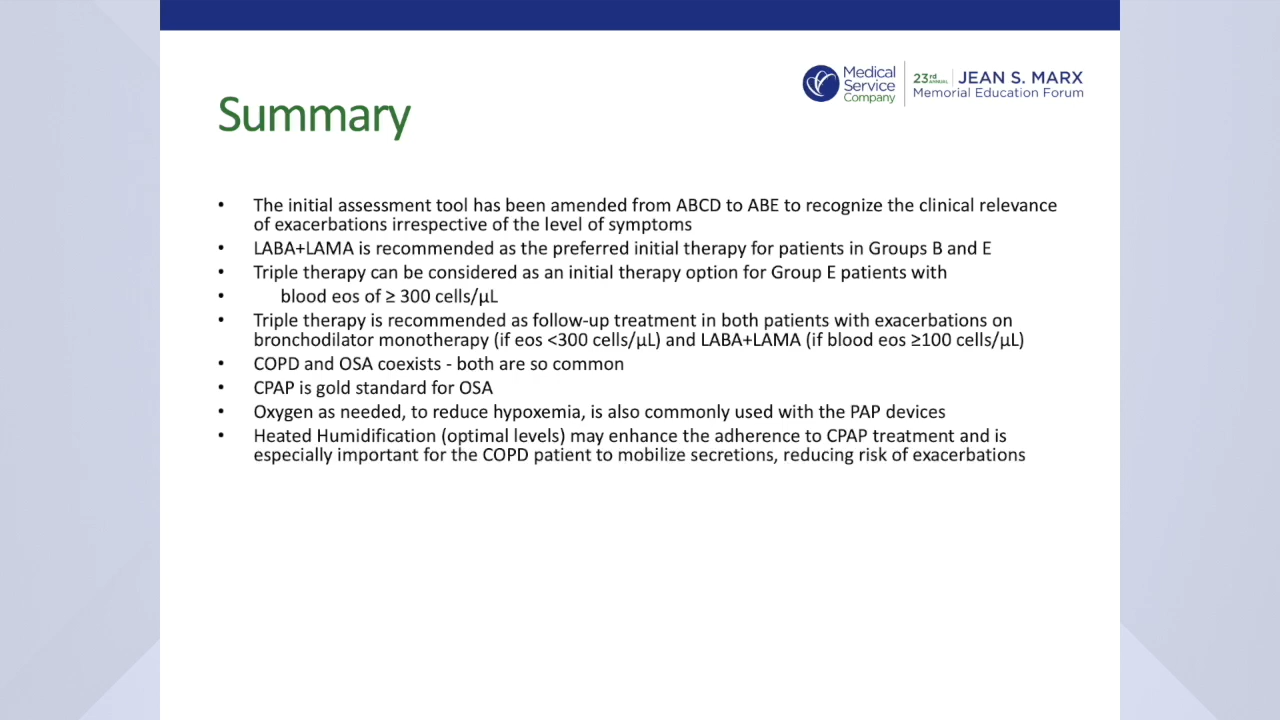 Medical
Service
Company
23rd ANNUAL
JEAN S. MARX
Memorial Education Forum
Summary
• The initial assessment tool has been amended from ABCD to ABE to recognize the clinical relevance
of exacerbations irrespective of the level of symptoms
• LABA+LAMA is recommended as the preferred initial therapy for patients in Groups B and E
• Triple therapy can be considered as an initial therapy option for Group E patients with
• blood eos of ≥ 300 cells/µL
• Triple therapy is recommended as follow-up treatment in both patients with exacerbations on
bronchodilator monotherapy (if eos <300 cells/µL) and LABA+LAMA (if blood eos ≥100 cells/µL)
• COPD and OSA coexists - both are so common
• CPAP is gold standard for OSA
• Oxygen as needed, to reduce hypoxemia, is also commonly used with the PAP devices
• Heated Humidification (optimal levels) may enhance the adherence to CPAP treatment and is
especially important for the COPD patient to mobilize secretions, reducing risk of exacerbations